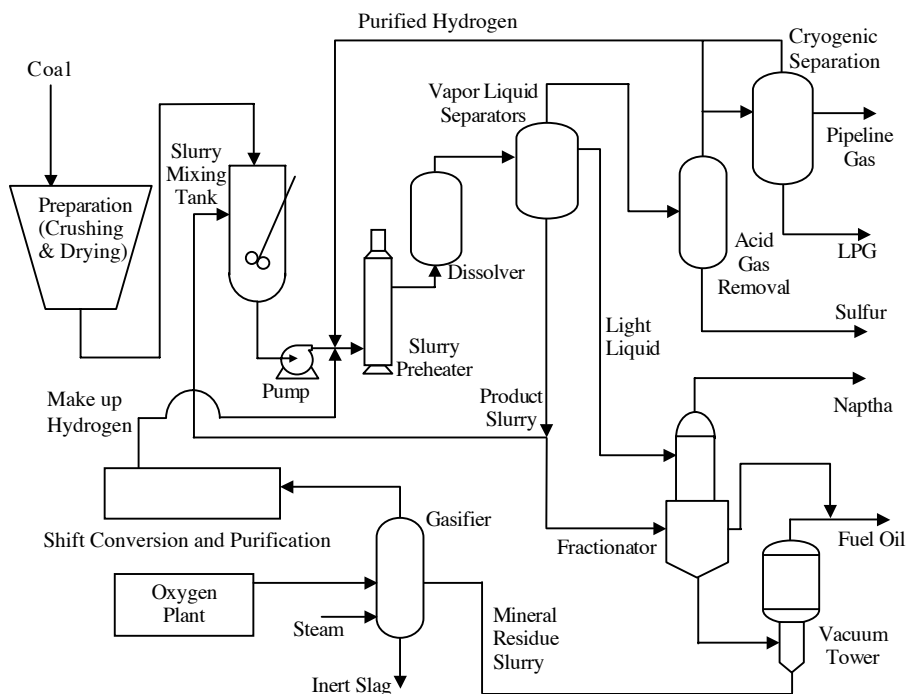 Purified Hydrogen
Cryogenic
Separation
Coal
Vapor Liquid
Separators
Pipeline
Gas
Slurry
Mixing
Tank
Preparation
(Crushing
& Drying)
LPG
Dissolver
Acid
Gas
Removal
Sulfur
Light
Liquid
Slurry
Preheater
Pump
Make up
Hydrogen
Product
Slurry
Naptha
Gasifier
Shift Conversion and Purification
Fractionator
Fuel Oil
Oxygen
Plant
Steam
Mineral
Residue
Slurry
Vacuum
Tower
Inert Slag